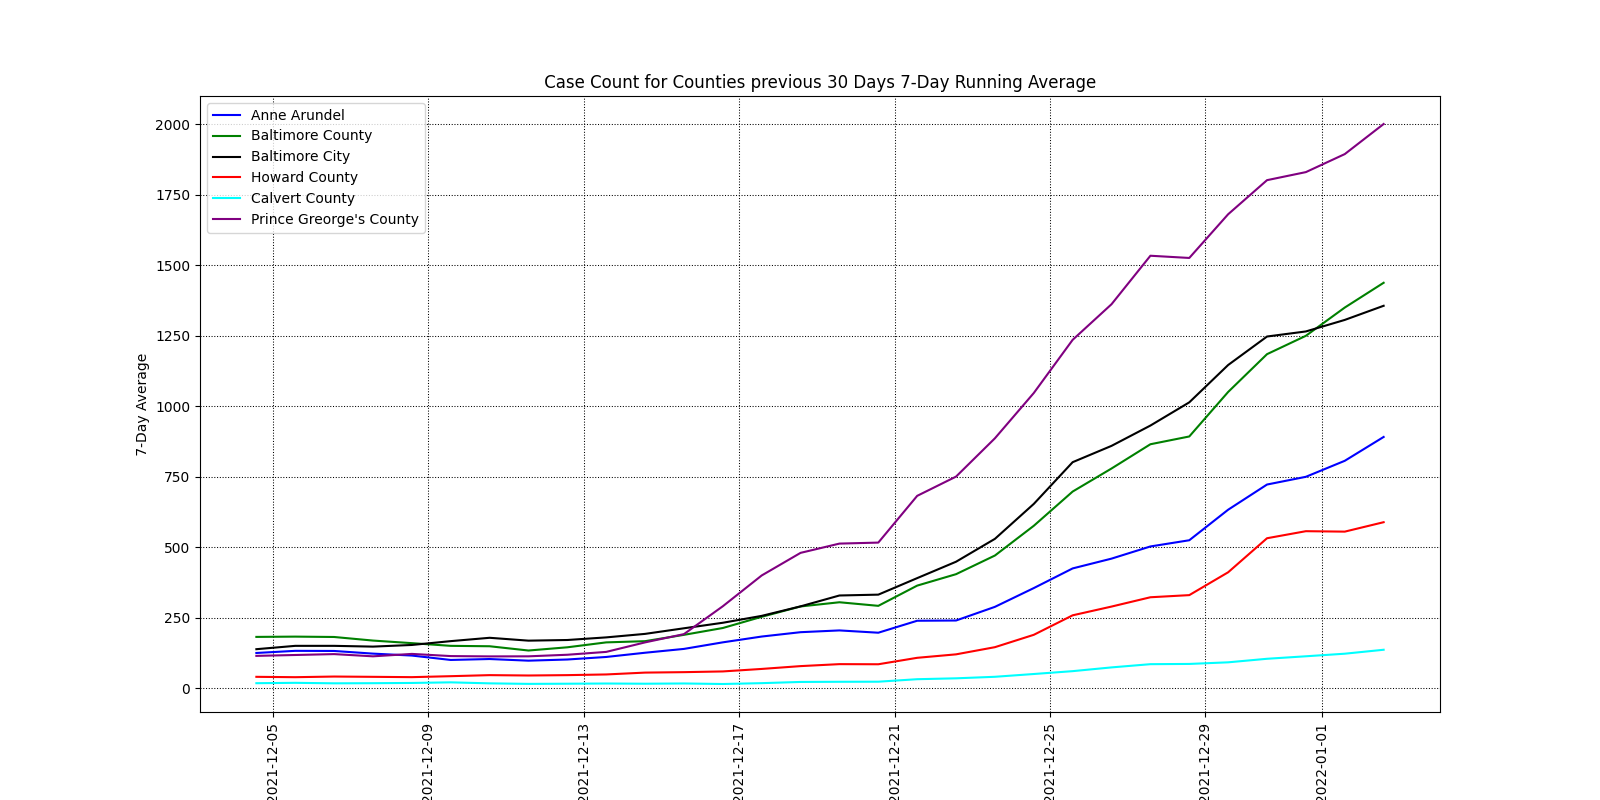 Case Count for Counties previous 30 Days 7-Day Running Average
Anne Arundel
Baltimore County
Baltimore City
Howard County
Calvert County
Prince Greorge's County
2000
1750
1500
1250
1000
750
500
250
0
7-Day Average
2021-12-05
2021-12-09
2021-12-13
2021-12-17
2021-12-21
2021-12-25
2021-12-29
2022-01-01